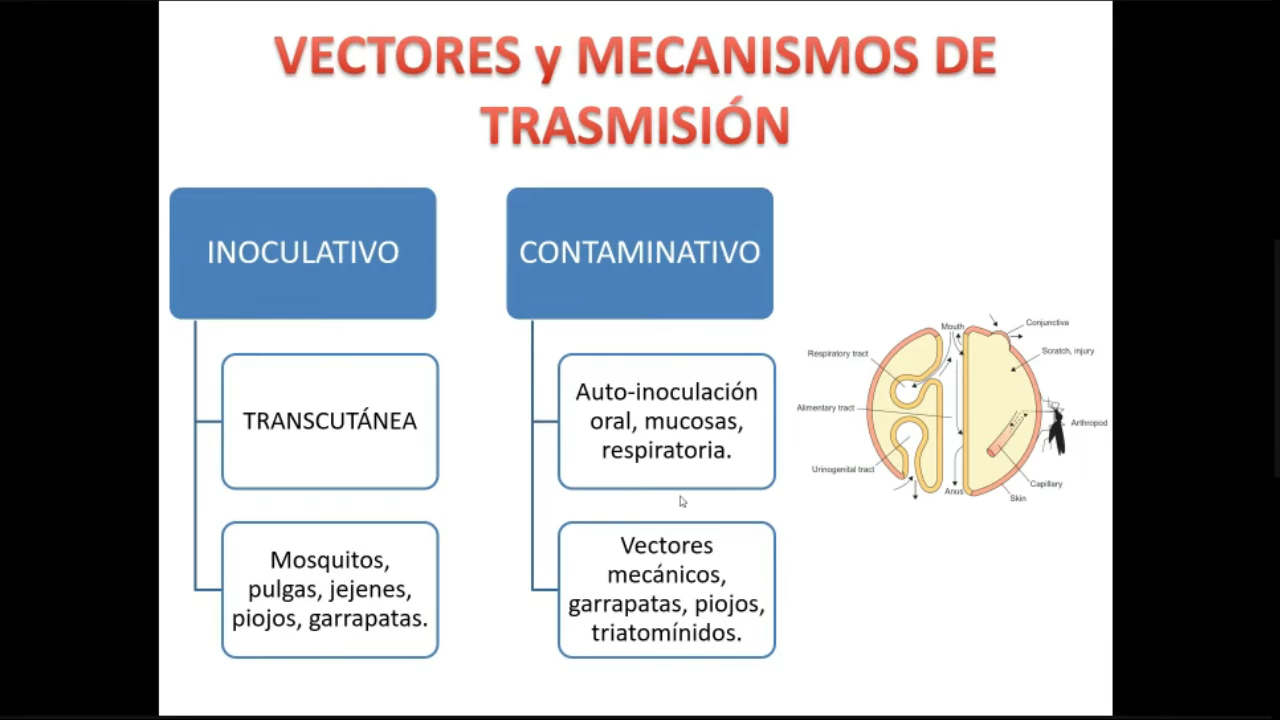 VECTORES y MECANISMOS DE
TRASMISIÓN
INOCULATIVO
TRANSCUTÁNEA
Mosquitos,
pulgas, jejenes,
piojos, garrapatas.
CONTAMINATIVO
Auto-inoculación
oral, mucosas,
respiratoria.
Vectores
mecánicos,
garrapatas, piojos,
triatomínidos.
Mouth
Conjunctiva
Respiratory tract
Scratch, injury
Alimentary tract
Arthropod
Urinogenital tract
Capillary
Anus
Skin